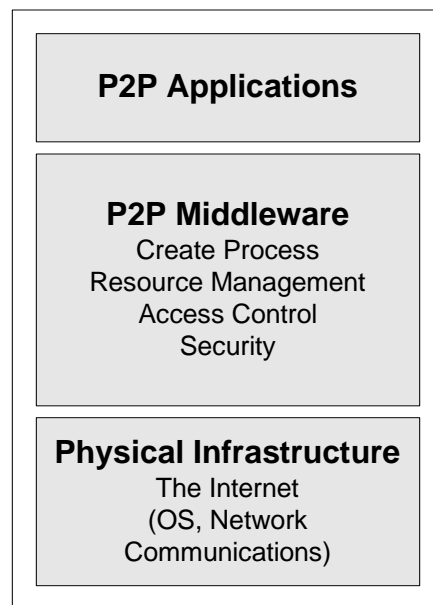 P2P Applications
P2P Middleware
Create Process
Resource Management
Access Control
Security
Physical Infrastructure
The Internet
(OS, Network
Communications)